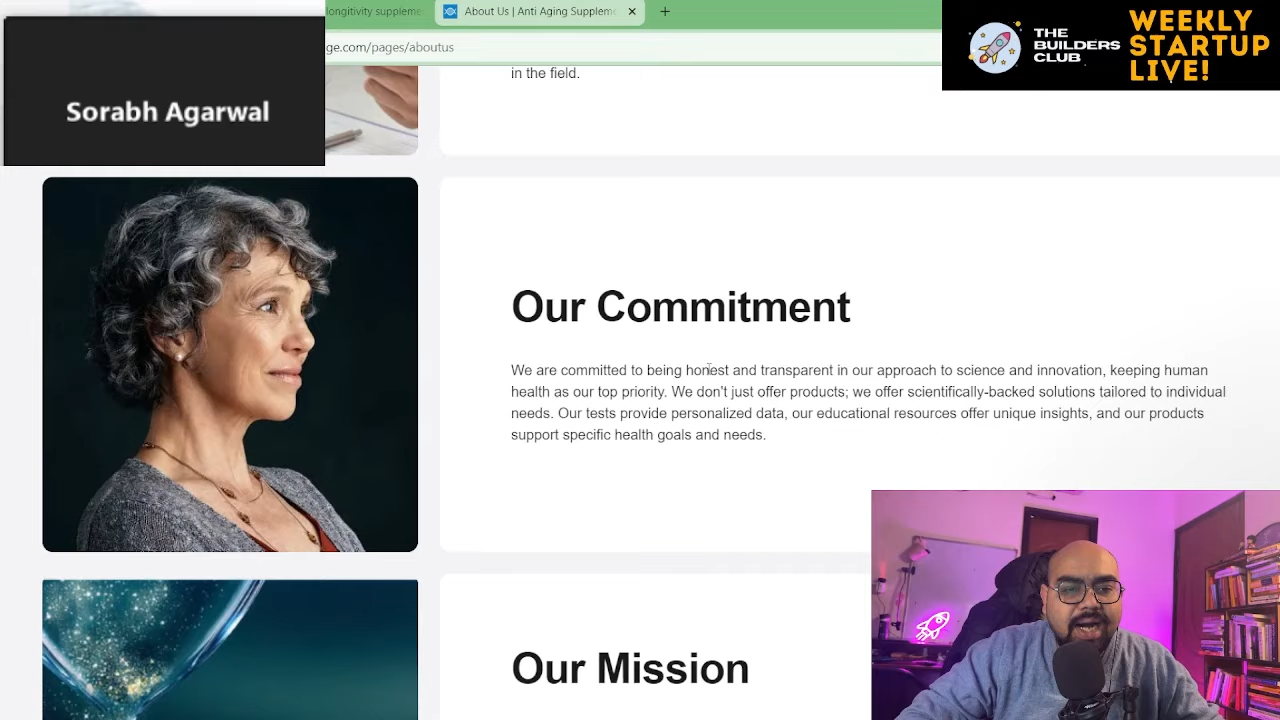 longitivity suppleme
About Us | Anti Aging Supplem
ge.com/pages/aboutus
THE
BUILDERS
CLUB
WEEKLY
STARTUP
LIVE!
Sorabh Agarwal
in the field.
Our Commitment
We are committed to being honest and transparent in our approach to science and innovation, keeping human
health as our top priority. We don't just offer products; we offer scientifically-backed solutions tailored to individual
needs. Our tests provide personalized data, our educational resources offer unique insights, and our products
support specific health goals and needs.
Our Mission